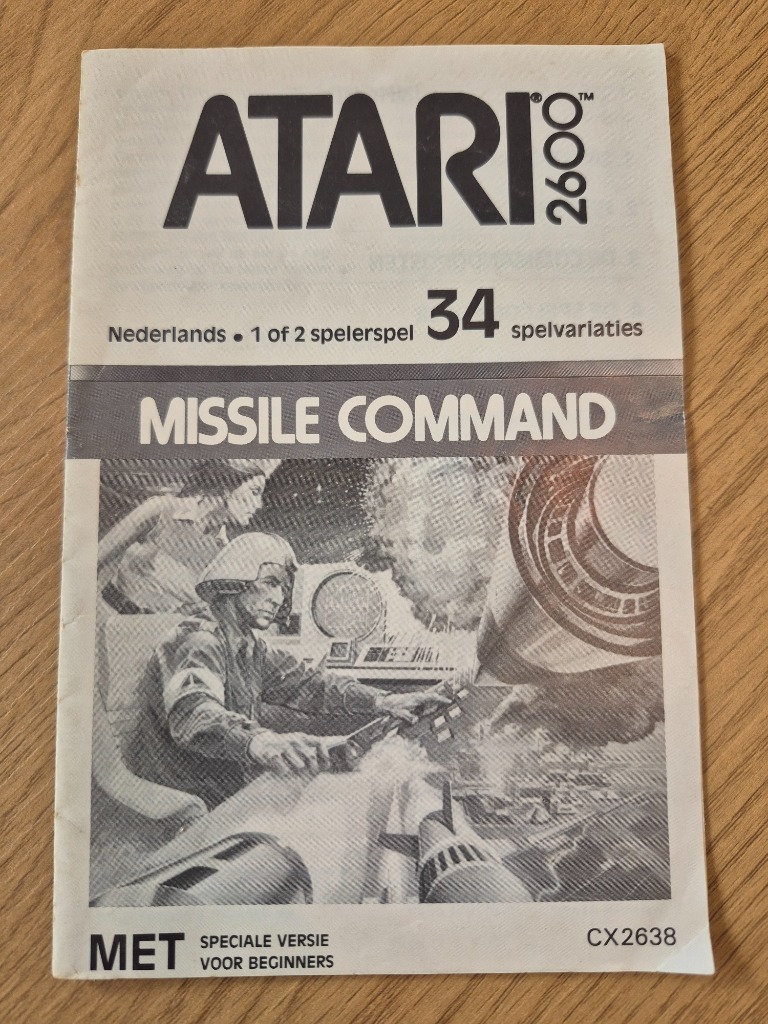 ATARI® 2600™
Nederlands • 1 of 2 spelerspel 34 spelvariaties
MISSILE COMMAND
MET SPECIALE VERSIE
VOOR BEGINNERS
CX2638